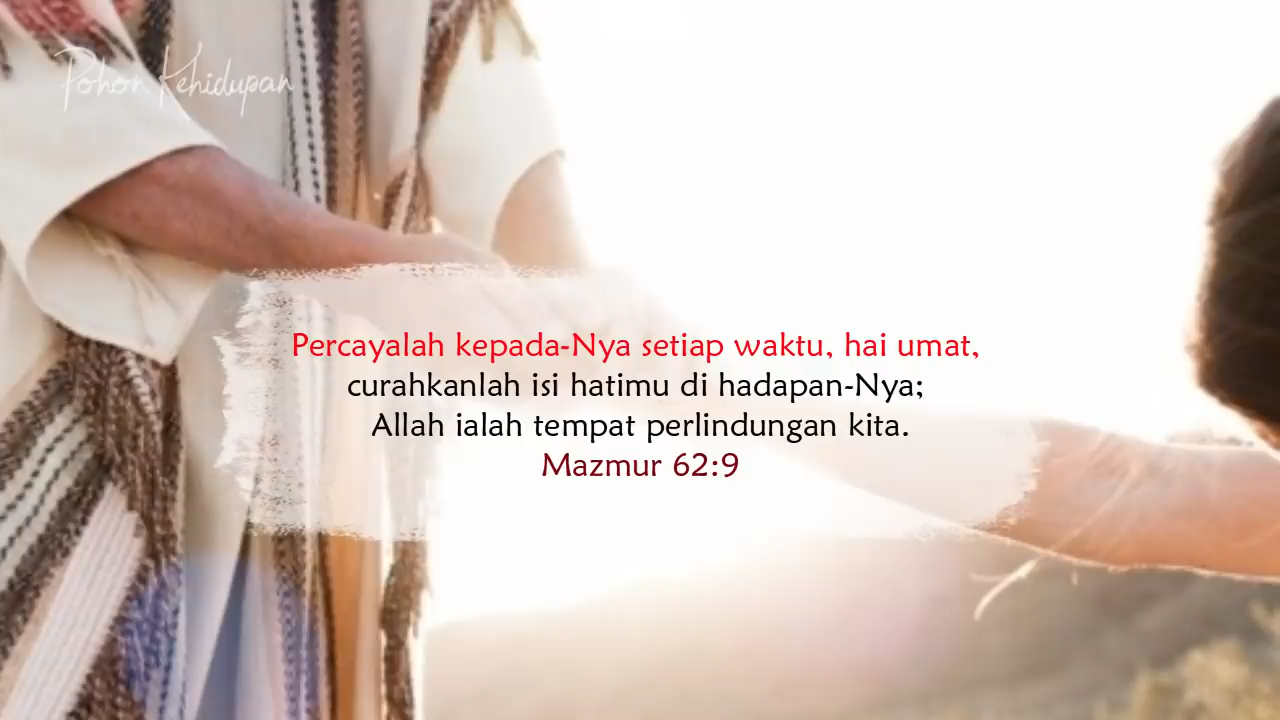 Pohon Kehidupan
Percayalah kepada-Nya setiap waktu, hai umat,
curahkanlah isi hatimu di hadapan-Nya;
Allah ialah tempat perlindungan kita.
Mazmur 62:9